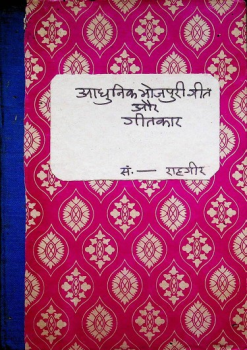 आधुनिक भोजपुरी गीत
और
गीतकार
सं. — राहगीर